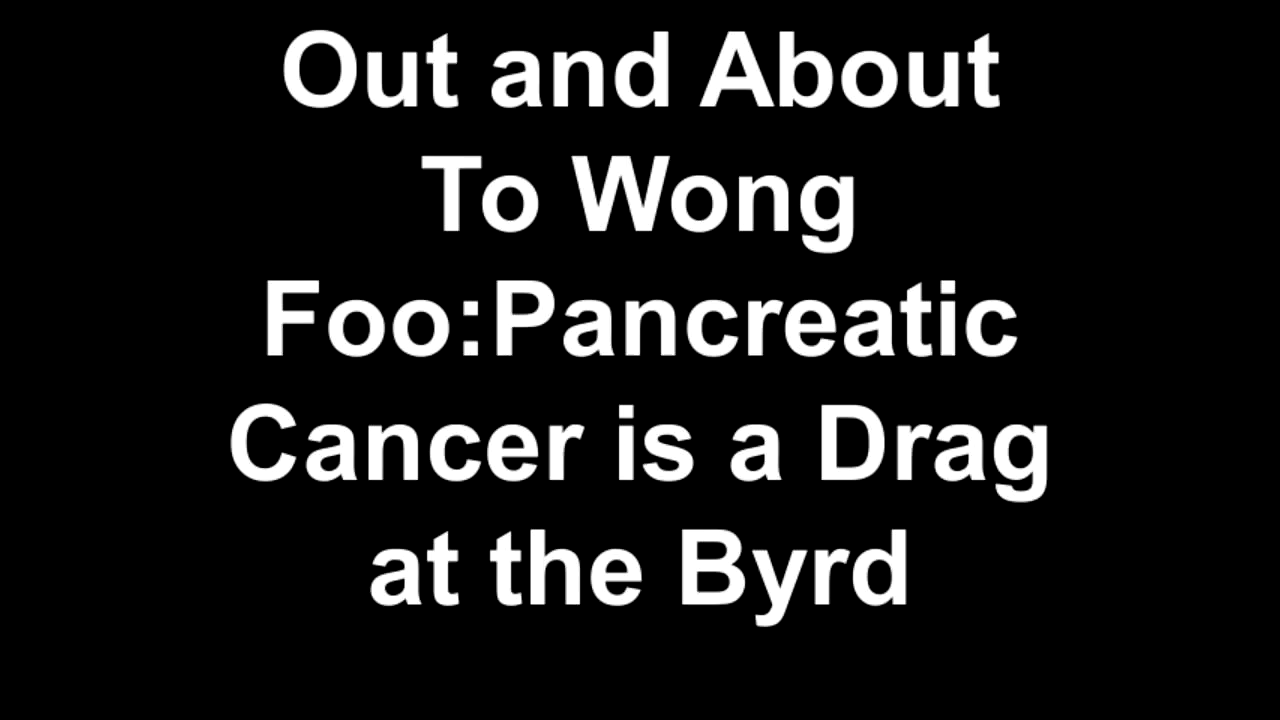 Out and About
To Wong
Foo:Pancreatic
Cancer is a Drag
at the Byrd